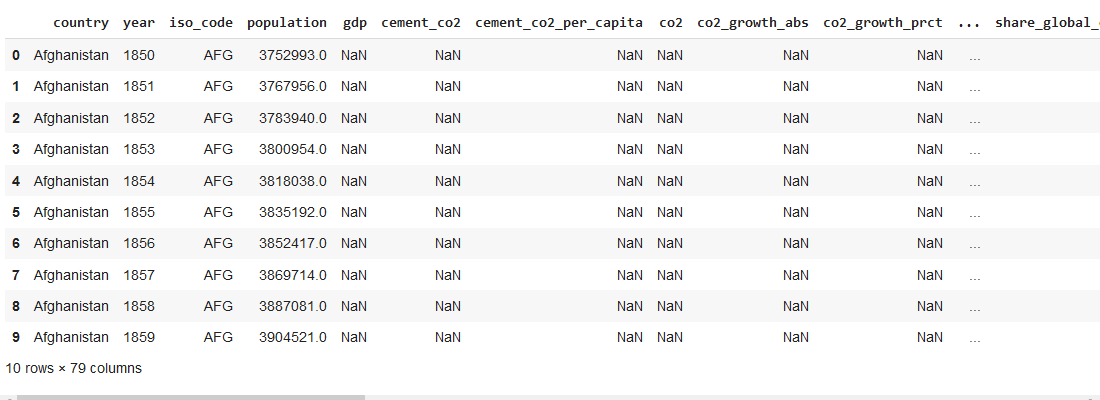 country year iso_code population gdp cement_co2 cement_co2_per_capita co2 co2_growth_abs co2_growth_prct ... share_global_
0 Afghanistan 1850 AFG 3752993.0 NaN NaN NaN NaN NaN NaN ...
1 Afghanistan 1851 AFG 3767956.0 NaN NaN NaN NaN NaN NaN ...
2 Afghanistan 1852 AFG 3783940.0 NaN NaN NaN NaN NaN NaN ...
3 Afghanistan 1853 AFG 3800954.0 NaN NaN NaN NaN NaN NaN ...
4 Afghanistan 1854 AFG 3818038.0 NaN NaN NaN NaN NaN NaN ...
5 Afghanistan 1855 AFG 3835192.0 NaN NaN NaN NaN NaN NaN ...
6 Afghanistan 1856 AFG 3852417.0 NaN NaN NaN NaN NaN NaN ...
7 Afghanistan 1857 AFG 3869714.0 NaN NaN NaN NaN NaN NaN ...
8 Afghanistan 1858 AFG 3887081.0 NaN NaN NaN NaN NaN NaN ...
9 Afghanistan 1859 AFG 3904521.0 NaN NaN NaN NaN NaN NaN ...
10 rows × 79 columns